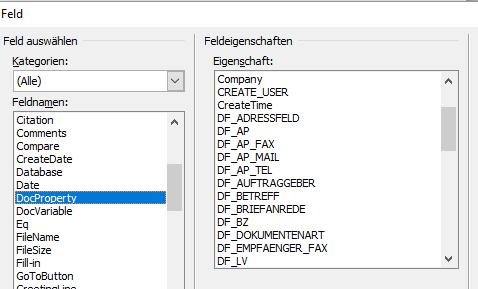 Feld
Feld auswählen
Kategorien:
(Alle)
Feldnamen:
Citation
Comments
Compare
CreateDate
Database
Date
DocProperty
DocVariable
Eq
FileName
FileSize
Fill-in
GoToButton
GreetingLine
Feldeigenschaften
Eigenschaft:
Company
CREATE_USER
CreateTime
DF_ADRESSFELD
DF_AP
DF_AP_FAX
DF_AP_MAIL
DF_AP_TEL
DF_AUFTRAGGEBER
DF_BETREFF
DF_BRIEFANREDE
DF_BZ
DF_DOKUMENTENART
DF_EMPFAENGER_FAX
DF_LV